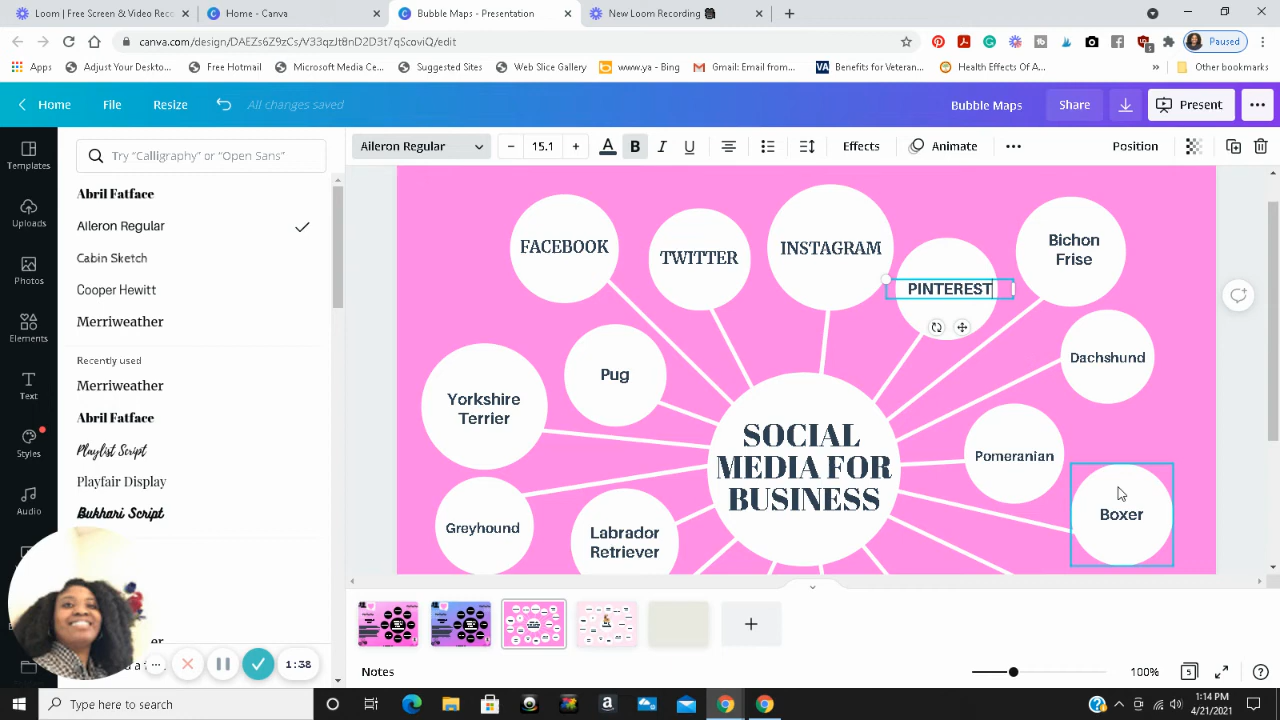 Loom | Free Screen & Video Rec
Home - Canva
Bubble Maps - Presentation
New Loom Recording
canva.com/design/DAEZs6Z9zCs/V33qzJt8nD2D3t7qScoviQ/edit
Paused
Apps
Adjust Your Deskto...
Free Hotmail
Microsoft Media Ce...
Suggested Sites
Web Slice Gallery
www.ya - Bing
Gmail: Email from...
Benefits for Veteran...
Health Effects Of A...
Other bookmarks
Home
File
Resize
All changes saved
Bubble Maps
Share
Present
Templates
Uploads
Photos
Elements
Text
Styles
Audio
Try "Calligraphy" or "Open Sans"
Abril Fatface
Aileron Regular
Cabin Sketch
Cooper Hewitt
Merriweather
Recently used
Merriweather
Abril Fatface
Playlist Script
Playfair Display
Bukhari Script
1:38
Aileron Regular
15.1
A
B
I
U
Effects
Animate
Position
FACEBOOK
TWITTER
INSTAGRAM
PINTEREST
Bichon
Frise
Dachshund
Pug
Yorkshire
Terrier
SOCIAL
MEDIA FOR
BUSINESS
Pomeranian
Boxer
Greyhound
Labrador
Retriever
Notes
100%
5
Type here to search
1:14 PM
4/21/2021